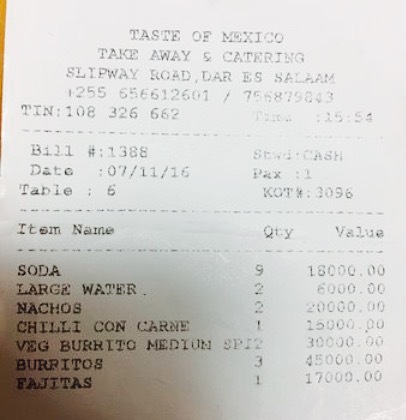 TASTE OF MEXICO
TAKE AWAY & CATERING
SLIPWAY ROAD,DAR ES SALAAM
+255 656612601 / 756879843
TIN:108 326 662 Time :15:54
Bill #:1388 Stwd:CASH
Date :07/11/16 Pax :1
Table : 6 KOT#:3096
Item Name Qty Value
SODA 9 18000.00
LARGE WATER 2 6000.00
NACHOS 2 20000.00
CHILLI CON CARNE 1 15000.00
VEG BURRITO MEDIUM SPI2 30000.00
BURRITOS 3 45000.00
FAJITAS 1 17000.00